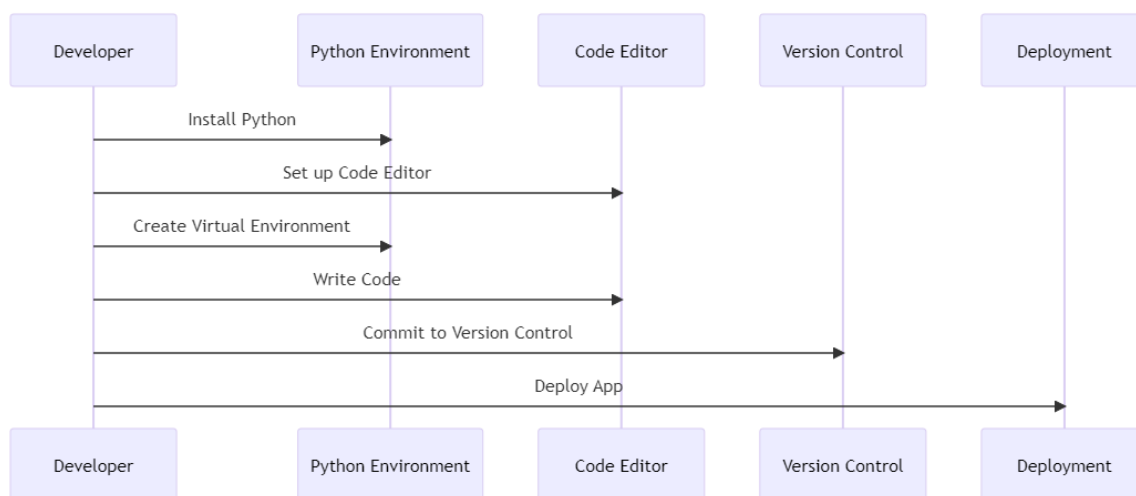 Developer
Python Environment
Code Editor
Version Control
Deployment
Install Python
Set up Code Editor
Create Virtual Environment
Write Code
Commit to Version Control
Deploy App
Developer
Python Environment
Code Editor
Version Control
Deployment